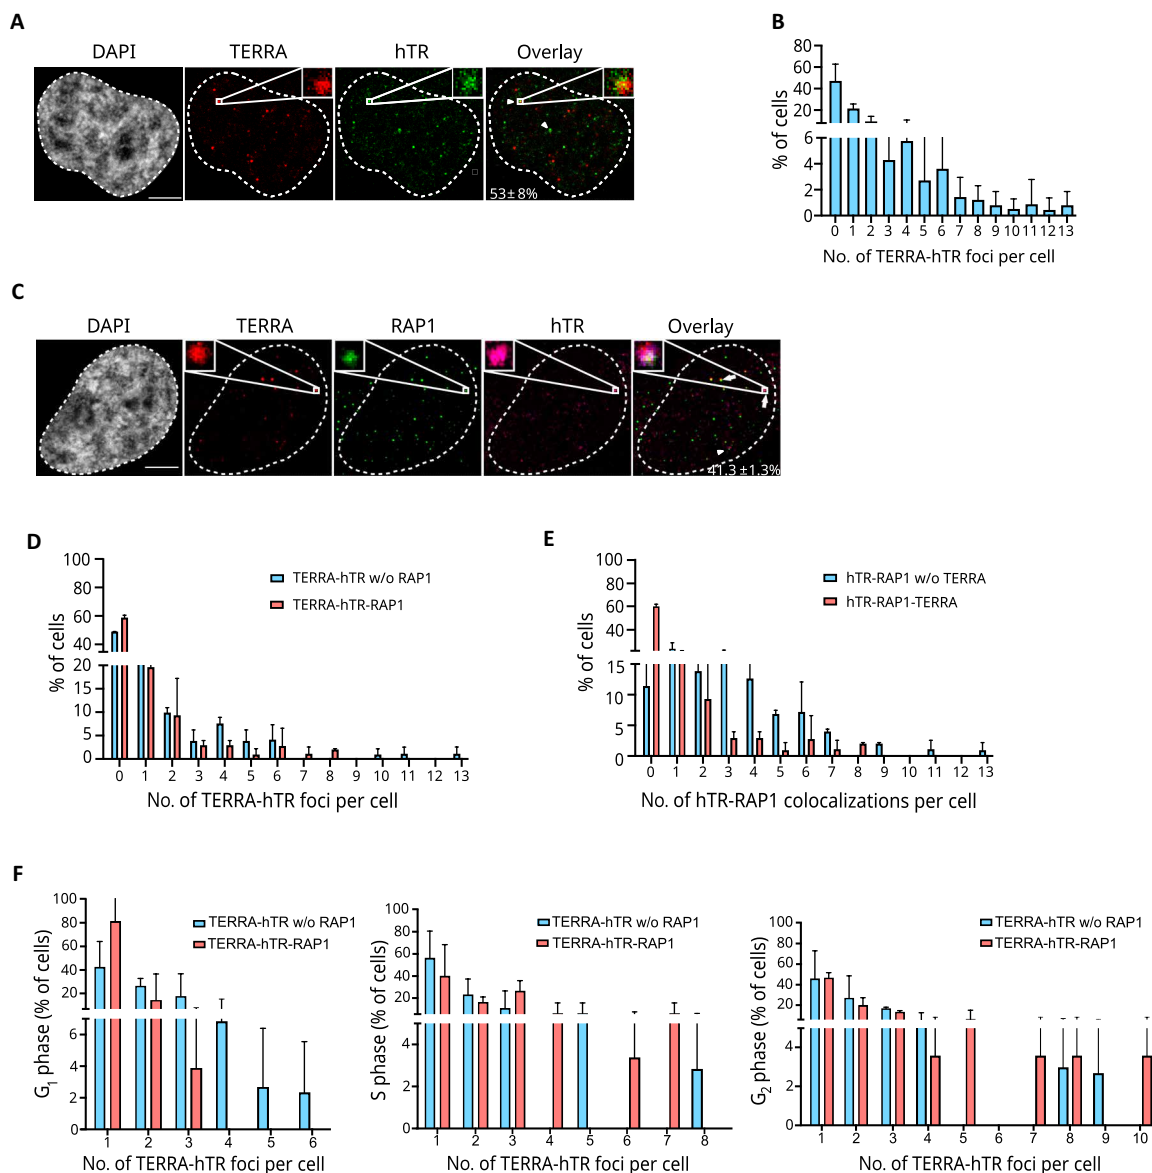 A
DAPI TERRA hTR Overlay
53± 8%
B
% of cells
80
60
40
20
6
4
2
0
0 1 2 3 4 5 6 7 8 9 10 11 12 13
No. of TERRA-hTR foci per cell
C
DAPI TERRA RAP1 hTR Overlay
41.3 ±1.3%
D
% of cells
100
80
60
40
20
15
10
5
0
TERRA-hTR w/o RAP1
TERRA-hTR-RAP1
0 1 2 3 4 5 6 7 8 9 10 11 12 13
No. of TERRA-hTR foci per cell
E
% of cells
100
80
60
40
15
10
5
0
hTR-RAP1 w/o TERRA
hTR-RAP1-TERRA
0 1 2 3 4 5 6 7 8 9 10 11 12 13
No. of hTR-RAP1 colocalizations per cell
F
G1 phase (% of cells)
100
80
60
40
20
6
4
2
0
TERRA-hTR w/o RAP1
TERRA-hTR-RAP1
1 2 3 4 5 6
No. of TERRA-hTR foci per cell
S phase (% of cells)
100
80
60
40
20
4
2
0
TERRA-hTR w/o RAP1
TERRA-hTR-RAP1
1 2 3 4 5 6 7 8
No. of TERRA-hTR foci per cell
G2 phase (% of cells)
100
80
60
40
20
4
2
0
TERRA-hTR w/o RAP1
TERRA-hTR-RAP1
1 2 3 4 5 6 7 8 9 10
No. of TERRA-hTR foci per cell